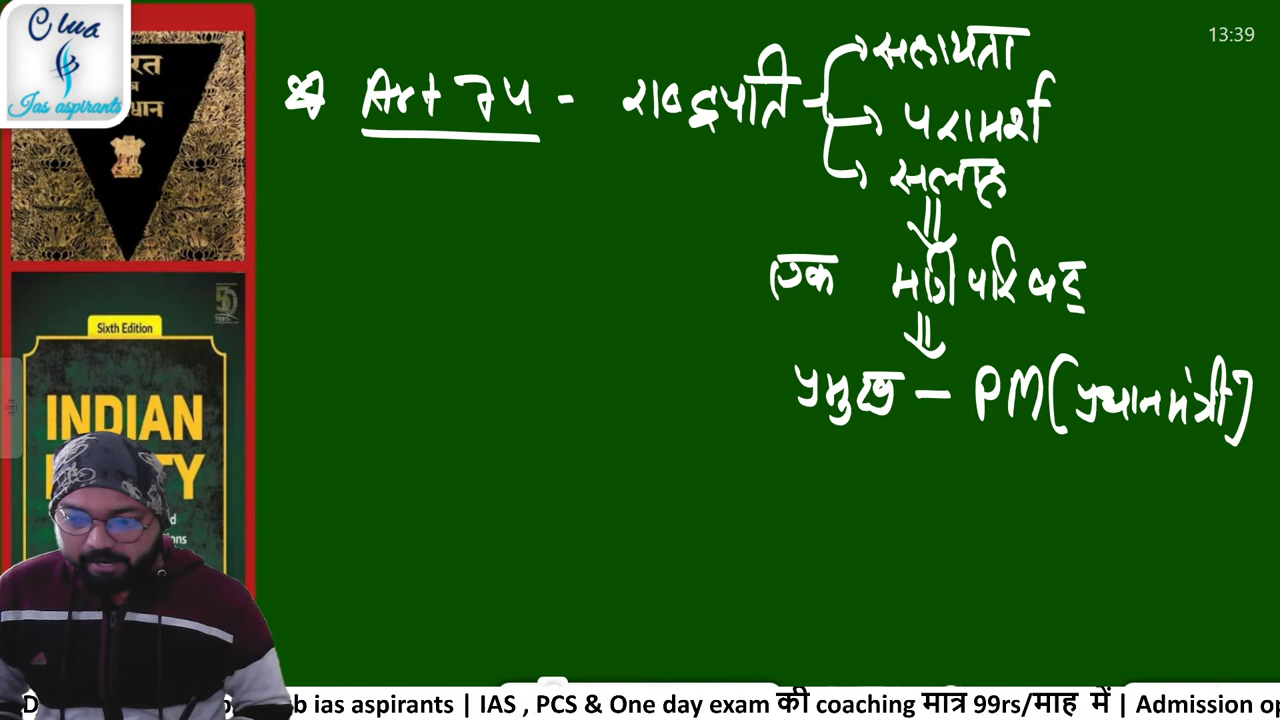 Club
Ias aspirants
13:39
Art 74 - राष्ट्रपति
सहायता
परामर्श
सलाह
एक मंत्रीपरिषद
प्रमुख - PM (प्रधानमंत्री)
Sixth Edition
INDIAN
b ias aspirants | IAS , PCS & One day exam की coaching मात्र 99rs/माह में | Admission op